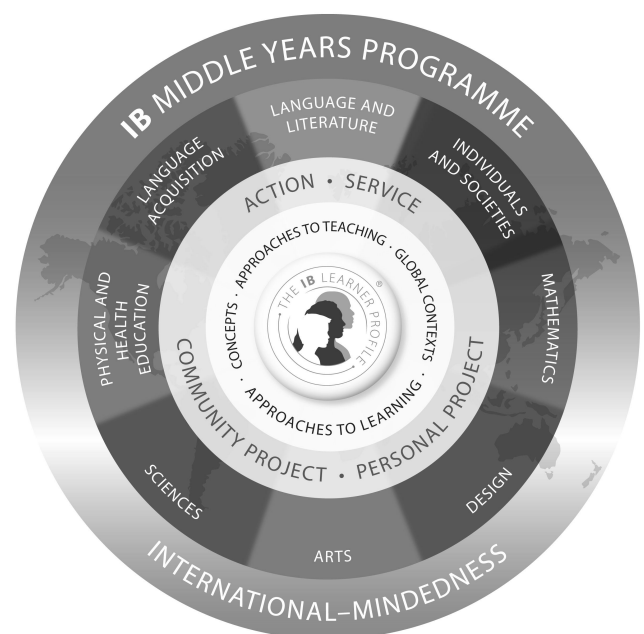 IB MIDDLE YEARS PROGRAMME
LANGUAGE AND
LITERATURE
INDIVIDUALS
AND SOCIETIES
MATHEMATICS
DESIGN
ARTS
SCIENCES
PHYSICAL AND
HEALTH
EDUCATION
LANGUAGE
ACQUISITION
ACTION • SERVICE
PERSONAL PROJECT •
COMMUNITY PROJECT
APPROACHES TO TEACHING ·
GLOBAL CONTEXTS ·
APPROACHES TO LEARNING ·
CONCEPTS ·
• THE IB LEARNER PROFILE •
®
INTERNATIONAL–MINDEDNESS